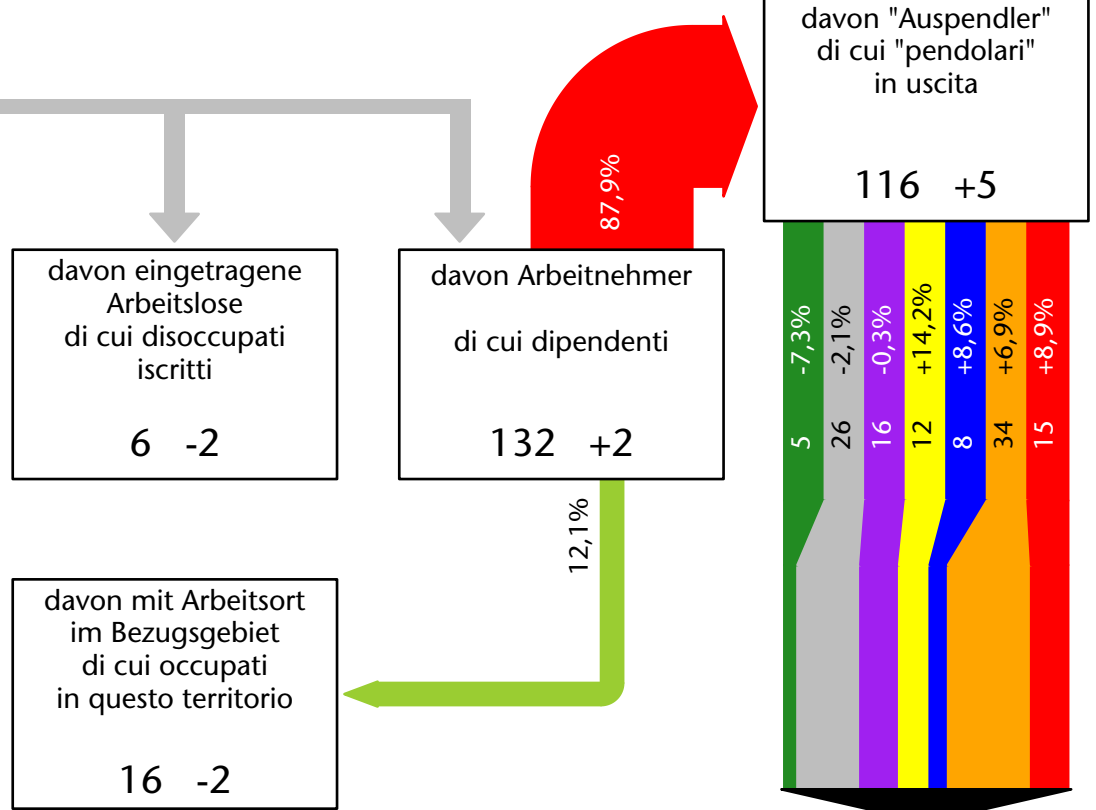 davon "Auspendler"
di cui "pendolari"
in uscita
116 +5
87,9%
davon eingetragene
Arbeitslose
di cui disoccupati
iscritti
6 -2
davon Arbeitnehmer
di cui dipendenti
132 +2
5 -7,3%
26 -2,1%
16 -0,3%
12 +14,2%
8 +8,6%
34 +6,9%
15 +8,9%
12,1%
davon mit Arbeitsort
im Bezugsgebiet
di cui occupati
in questo territorio
16 -2